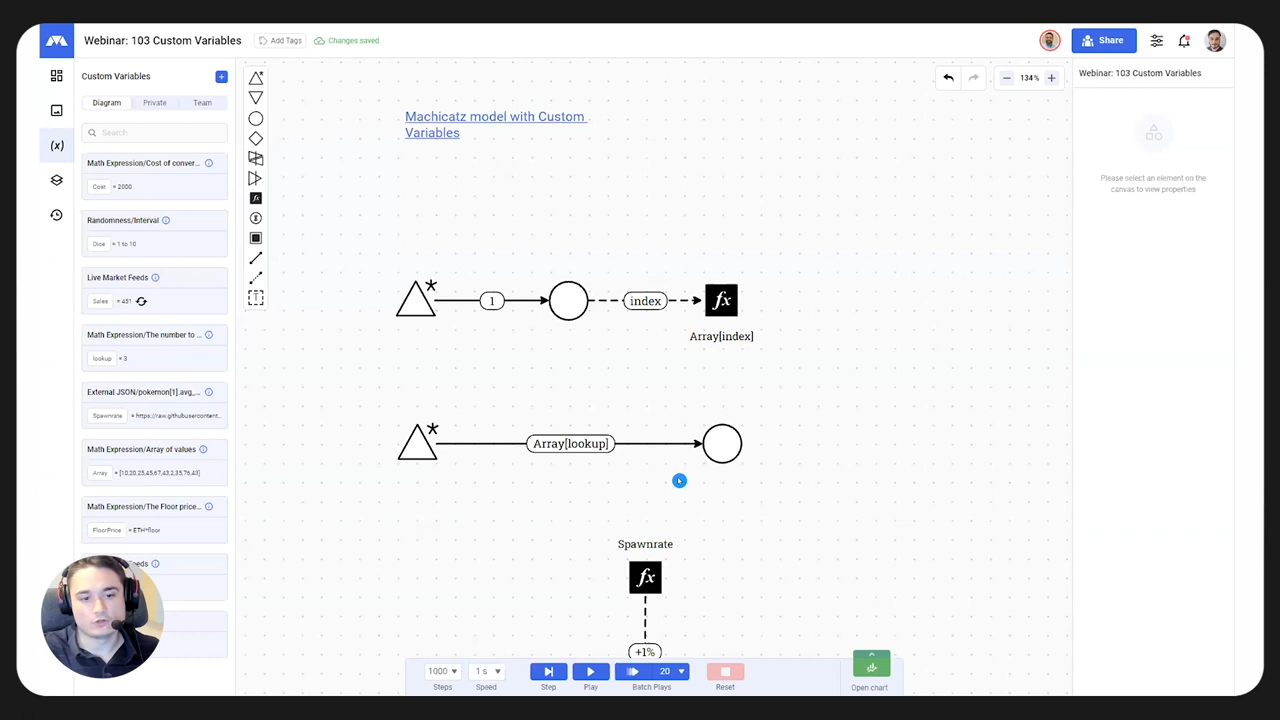 Webinar: 103 Custom Variables
Add Tags
Changes saved
Share
Custom Variables
Diagram
Private
Team
Search
Math Expression/Cost of conver...
Cost = 2000
Randomness/Interval
Dice = 1 to 10
Live Market Feeds
Sales = 451
Math Expression/The number to ...
lookup = 3
External JSON/pokemon[1].avg_...
Spawnrate = https://raw.githubusercontent...
Math Expression/Array of values
Array = [10,20,25,45,67,43,2,35,76,43]
Math Expression/The Floor price...
FloorPrice = ETH*floor
134%
Machicatz model with Custom
Variables
1
index
fx
Array[index]
Array[lookup]
Spawnrate
fx
+1%
1000
Steps
1 s
Speed
Step
Play
20
Batch Plays
Reset
Open chart
Webinar: 103 Custom Variables
Please select an element on the
canvas to view properties